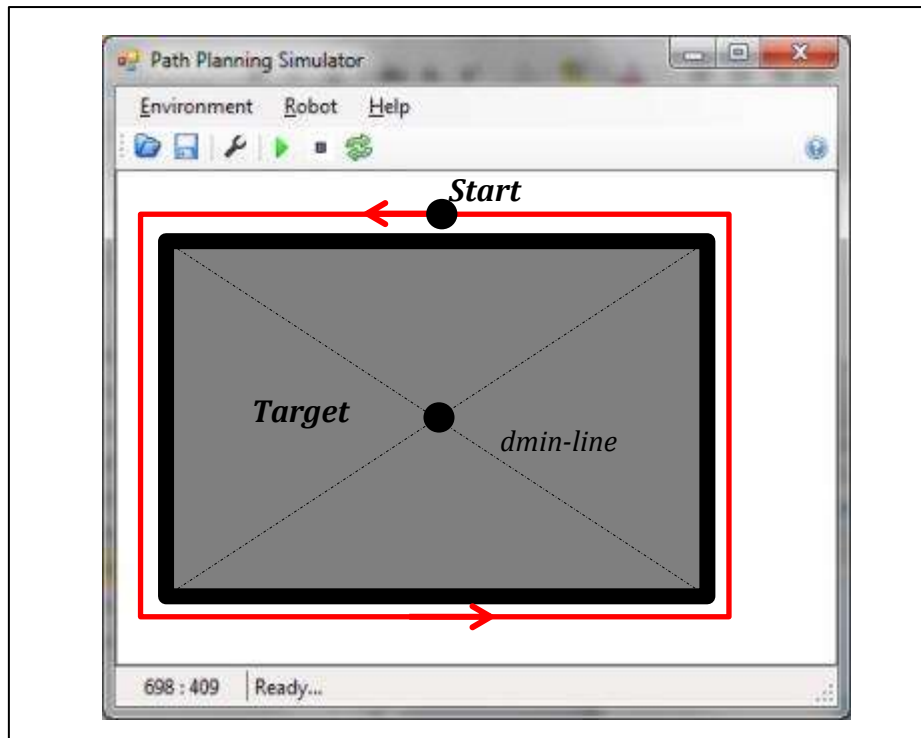 Path Planning Simulator
Environment Robot Help
Start
Target
dmin-line
698 : 409 Ready...